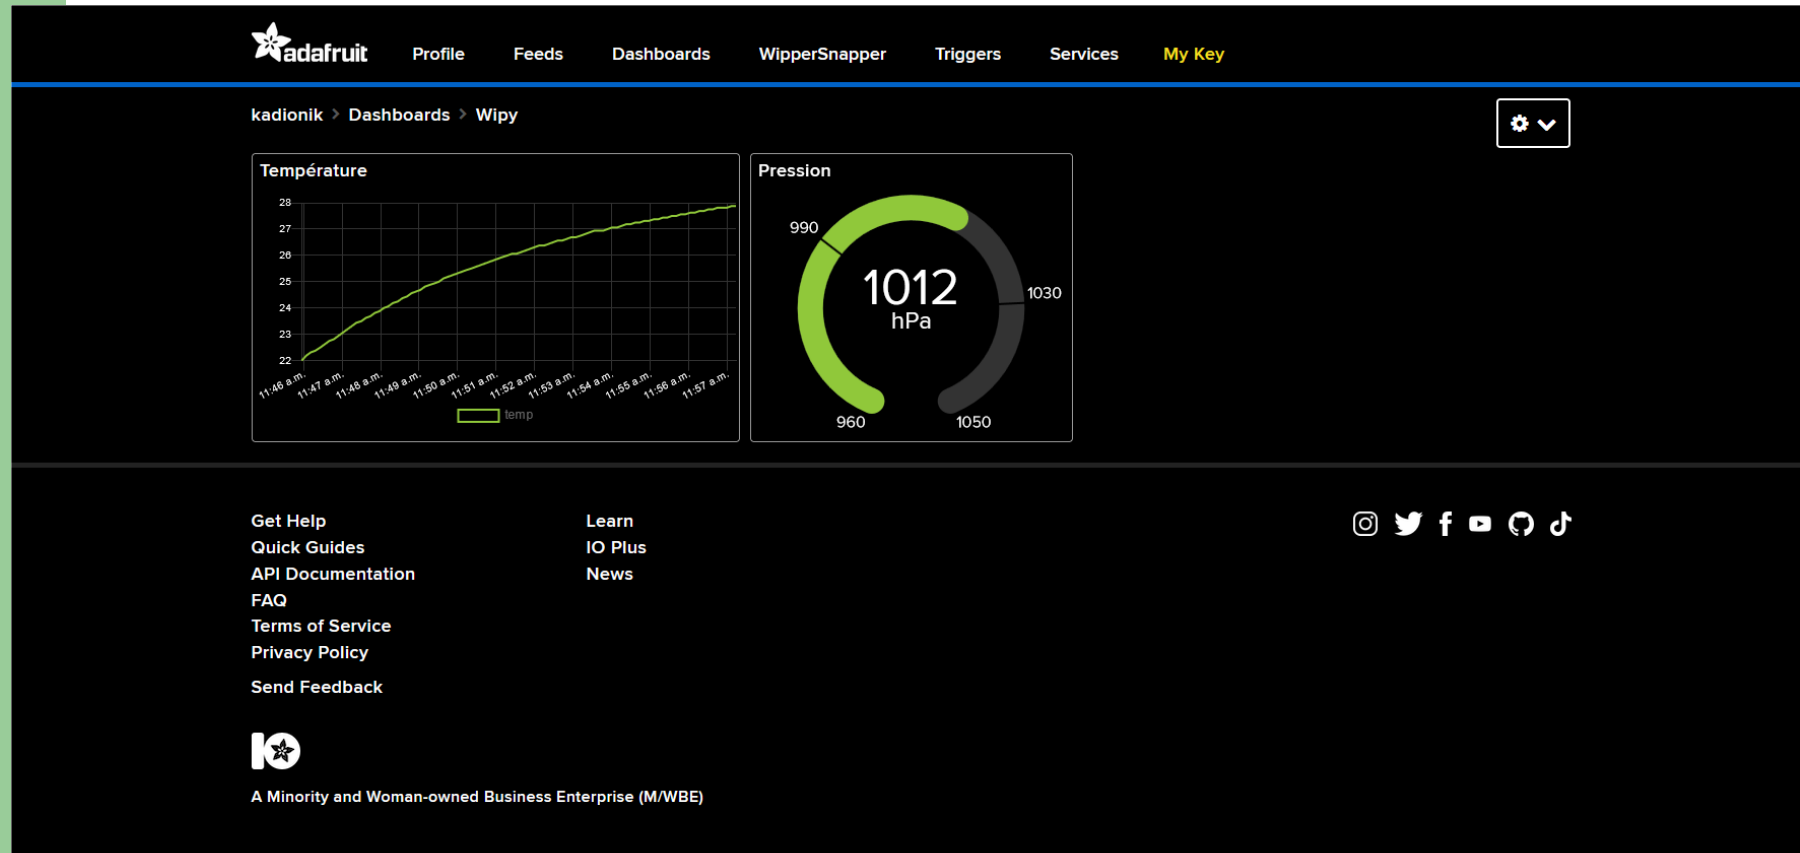 adafruit Profile Feeds Dashboards WipperSnapper Triggers Services My Key
kadionik Dashboards Wipy
Température
28
27
26
25
24
23
22
11:46 a.m. 11:47 a.m. 11:48 a.m. 11:49 a.m. 11:50 a.m. 11:51 a.m. 11:52 a.m. 11:53 a.m. 11:54 a.m. 11:55 a.m. 11:56 a.m. 11:57 a.m.
temp
Pression
990
1012
hPa
1030
960 1050
Get Help
Quick Guides
API Documentation
FAQ
Terms of Service
Privacy Policy
Send Feedback
Learn
IO Plus
News
IO
A Minority and Woman-owned Business Enterprise (M/WBE)